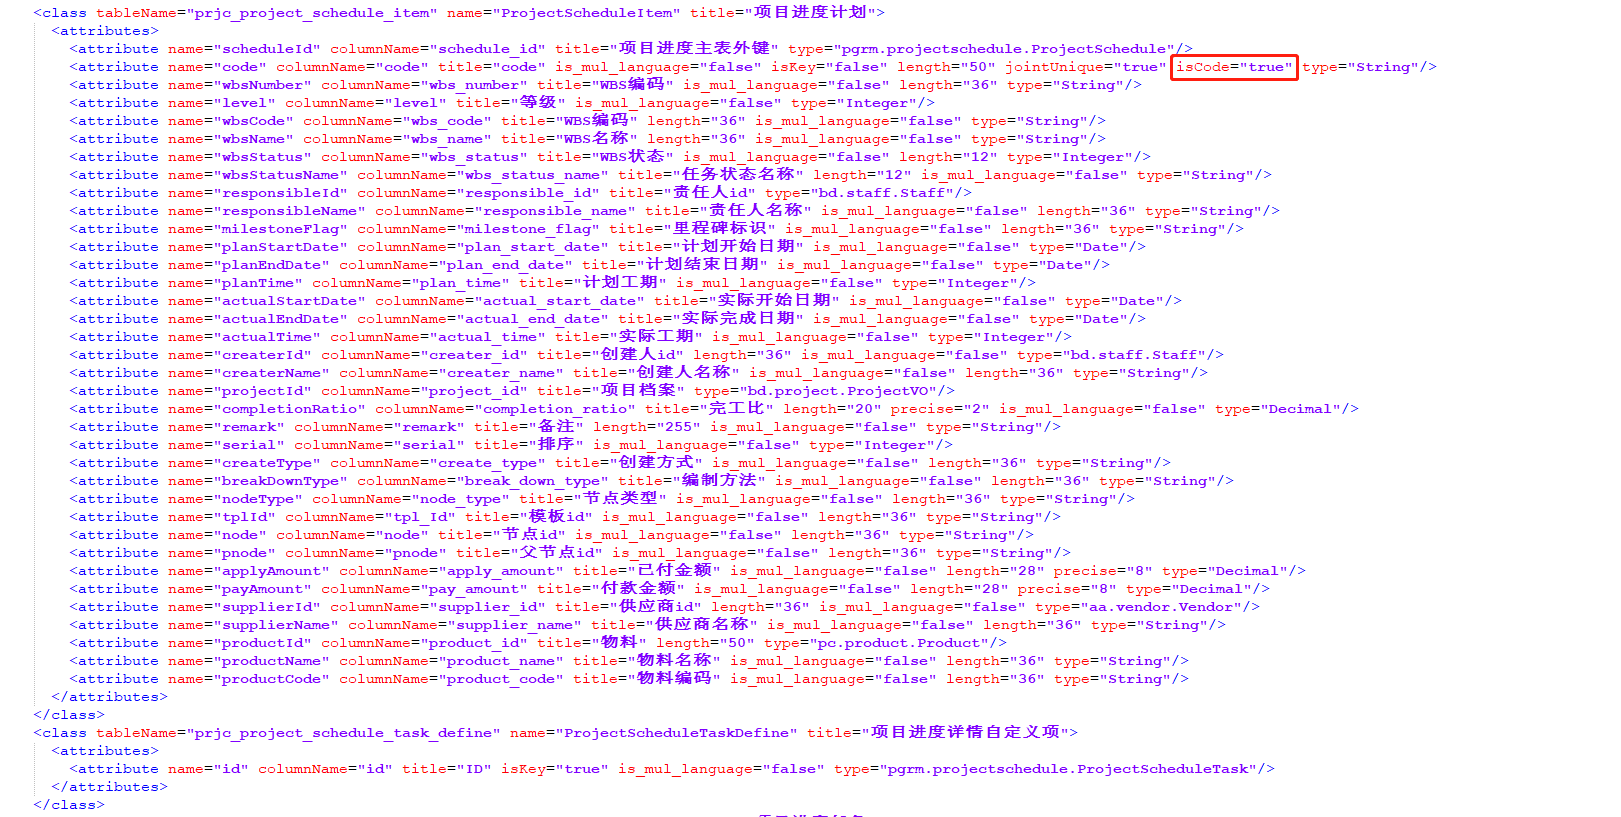 <class tableName="prjc_project_schedule_item" name="ProjectScheduleItem" title="项目进度计划">
<attributes>
<attribute name="scheduleId" columnName="schedule_id" title="项目进度主表外键" type="pgrm.projectschedule.ProjectSchedule"/>
<attribute name="code" columnName="code" title="code" is_mul_language="false" isKey="false" length="50" jointUnique="true" isCode="true" type="String"/>
<attribute name="wbsNumber" columnName="wbs_number" title="WBS编码" is_mul_language="false" length="36" type="String"/>
<attribute name="level" columnName="level" title="等级" is_mul_language="false" type="Integer"/>
<attribute name="wbsCode" columnName="wbs_code" title="WBS编码" length="36" is_mul_language="false" type="String"/>
<attribute name="wbsName" columnName="wbs_name" title="WBS名称" length="36" is_mul_language="false" type="String"/>
<attribute name="wbsStatus" columnName="wbs_status" title="WBS状态" is_mul_language="false" length="12" type="Integer"/>
<attribute name="wbsStatusName" columnName="wbs_status_name" title="任务状态名称" length="12" is_mul_language="false" type="String"/>
<attribute name="responsibleId" columnName="responsible_id" title="责任人id" type="bd.staff.Staff"/>
<attribute name="responsibleName" columnName="responsible_name" title="责任人名称" is_mul_language="false" length="36" type="String"/>
<attribute name="milestoneFlag" columnName="milestone_flag" title="里程碑标识" is_mul_language="false" length="36" type="String"/>
<attribute name="planStartDate" columnName="plan_start_date" title="计划开始日期" is_mul_language="false" type="Date"/>
<attribute name="planEndDate" columnName="plan_end_date" title="计划结束日期" is_mul_language="false" type="Date"/>
<attribute name="planTime" columnName="plan_time" title="计划工期" is_mul_language="false" type="Integer"/>
<attribute name="actualStartDate" columnName="actual_start_date" title="实际开始日期" is_mul_language="false" type="Date"/>
<attribute name="actualEndDate" columnName="actual_end_date" title="实际完成日期" is_mul_language="false" type="Date"/>
<attribute name="actualTime" columnName="actual_time" title="实际工期" is_mul_language="false" type="Integer"/>
<attribute name="createrId" columnName="creater_id" title="创建人id" length="36" is_mul_language="false" type="bd.staff.Staff"/>
<attribute name="createrName" columnName="creater_name" title="创建人名称" is_mul_language="false" length="36" type="String"/>
<attribute name="projectId" columnName="project_id" title="项目档案" type="bd.project.ProjectVO"/>
<attribute name="completionRatio" columnName="completion_ratio" title="完工比" length="20" precise="2" is_mul_language="false" type="Decimal"/>
<attribute name="remark" columnName="remark" title="备注" length="255" is_mul_language="false" type="String"/>
<attribute name="serial" columnName="serial" title="排序" is_mul_language="false" type="Integer"/>
<attribute name="createType" columnName="create_type" title="创建方式" is_mul_language="false" length="36" type="String"/>
<attribute name="breakDownType" columnName="break_down_type" title="编制方法" is_mul_language="false" length="36" type="String"/>
<attribute name="nodeType" columnName="node_type" title="节点类型" is_mul_language="false" length="36" type="String"/>
<attribute name="tplId" columnName="tpl_Id" title="模板id" is_mul_language="false" length="36" type="String"/>
<attribute name="node" columnName="node" title="节点id" is_mul_language="false" length="36" type="String"/>
<attribute name="pnode" columnName="pnode" title="父节点id" is_mul_language="false" length="36" type="String"/>
<attribute name="applyAmount" columnName="apply_amount" title="已付金额" is_mul_language="false" length="28" precise="8" type="Decimal"/>
<attribute name="payAmount" columnName="pay_amount" title="付款金额" is_mul_language="false" length="28" precise="8" type="Decimal"/>
<attribute name="supplierId" columnName="supplier_id" title="供应商id" length="36" is_mul_language="false" type="aa.vendor.Vendor"/>
<attribute name="supplierName" columnName="supplier_name" title="供应商名称" is_mul_language="false" length="36" type="String"/>
<attribute name="productId" columnName="product_id" title="物料" length="50" type="pc.product.Product"/>
<attribute name="productName" columnName="product_name" title="物料名称" is_mul_language="false" length="36" type="String"/>
<attribute name="productCode" columnName="product_code" title="物料编码" is_mul_language="false" length="36" type="String"/>
</attributes>
</class>
<class tableName="prjc_project_schedule_task_define" name="ProjectScheduleTaskDefine" title="项目进度详情自定义项">
<attributes>
<attribute name="id" columnName="id" title="ID" isKey="true" is_mul_language="false" type="pgrm.projectschedule.ProjectScheduleTask"/>
</attributes>
</class>